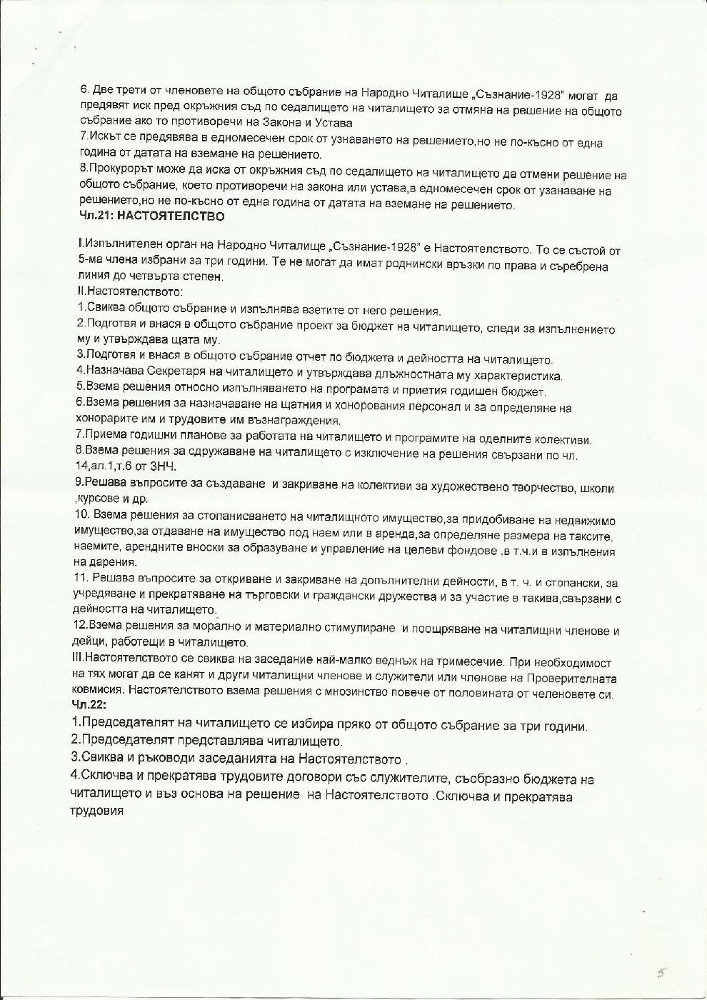 6. Две трети от членовете на общото събрание на Народно Читалище „Съзнание-1928" могат да
предявят иск пред окръжния съд по седалището на читалището за отмяна на решение на общото
събрание ако то противоречи на Закона и Устава
7.Искът се предявява в едномесечен срок от узнаването на решението,но не по-късно от една
година от датата на вземане на решението.
8.Прокурорът може да иска от окръжния съд по седалището на читалището да отмени решение на
общото събрание, което противоречи на закона или устава,в едномесечен срок от узанаване на
решението,но не по-късно от една година от датата на вземане на решението.
Чл.21: НАСТОЯТЕЛСТВО
I.Изпълнителен орган на Народно Читалище „Съзнание-1928" е Настоятелството. То се състой от
5-ма члена избрани за три години. Те не могат да имат роднински връзки по права и съребрена
линия до четвърта степен.
II.Настоятелството:
1.Свиква общото събрание и изпълнява взетите от него решения.
2.Подготвя и внася в общото събрание проект за бюджет на читалището, следи за изпълнението
му и утвърждава щата му.
3.Подготвя и внася в общото събрание отчет по бюджета и дейността на читалището.
4.Назначава Секретаря на читалището и утвърждава длъжностната му характеристика.
5.Взема решения относно изпълняването на програмата и приетия годишен бюджет.
6.Взема решения за назначаване на щатния и хонорования персонал и за определяне на
хонорарите им и трудовите им възнаграждения.
7.Приема годишни планове за работата на читалището и програмите на оделните колективи.
8.Взема решения за сдружаване на читалището с изключение на решения свързани по чл.
14,ал.1,т.6 от ЗНЧ.
9.Решава въпросите за създаване и закриване на колективи за художествено творчество, школи
,курсове и др.
10. Взема решения за стопанисването на читалищното имущество,за придобиване на недвижимо
имущество,за отдаване на имущество под наем или в аренда,за определяне размера на таксите,
наемите, арендните вноски за образуване и управление на целеви фондове ,в т.ч.и в изпълнения
на дарения.
11. Решава въпросите за откриване и закриване на допълнителни дейности, в т. ч. и стопански, за
учредяване и прекратяване на търговски и граждански дружества и за участие в такива,свързани с
дейността на читалището.
12.Взема решения за морално и материално стимулиране и поощряване на читалищни членове и
дейци, работещи в читалището.
III.Настоятелството се свиква на заседание най-малко веднъж на тримесечие. При необходимост
на тях могат да се канят и други читалищни членове и служители или членове на Проверителната
ковмисия. Настоятелството взема решения с мнозинство повече от половината от челеновете си.
Чл.22:
1.Председателят на читалището се избира пряко от общото събрание за три години.
2.Председателят представлява читалището.
3.Свиква и ръководи заседанията на Настоятелството .
4.Сключва и прекратява трудовите договори със служителите, съобразно бюджета на
читалището и въз основа на решение на Настоятелството .Сключва и прекратява
трудовия
5